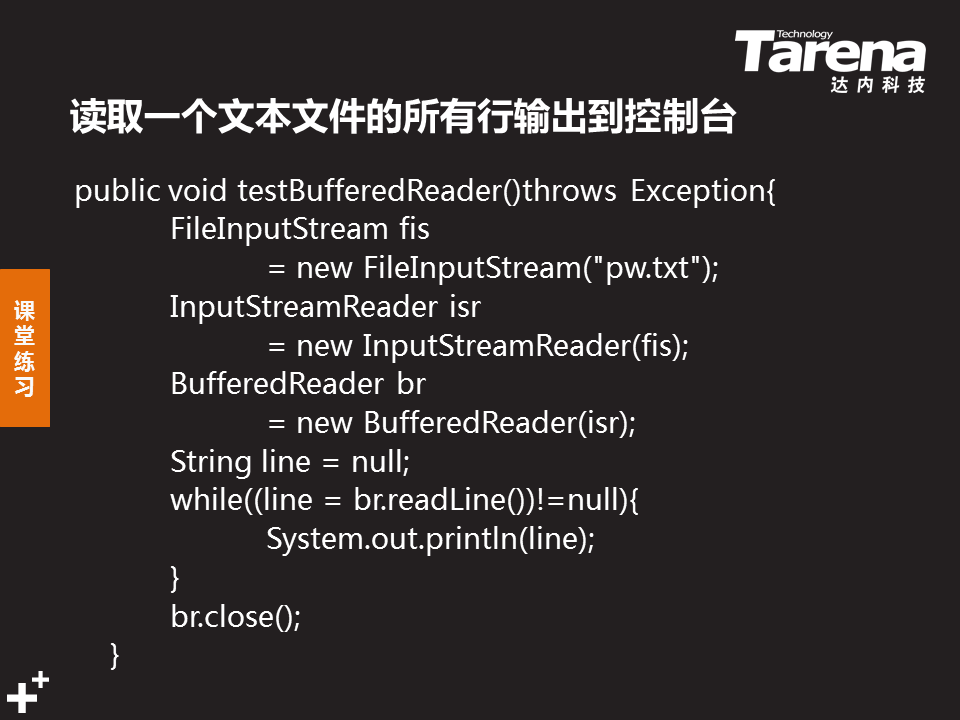 Technology
Tarena
达内科技
读取一个文本文件的所有行输出到控制台
public void testBufferedReader()throws Exception{
FileInputStream fis
= new FileInputStream("pw.txt");
InputStreamReader isr
= new InputStreamReader(fis);
BufferedReader br
= new BufferedReader(isr);
String line = null;
while((line = br.readLine())!=null){
System.out.println(line);
}
br.close();
}
课
堂
练
习